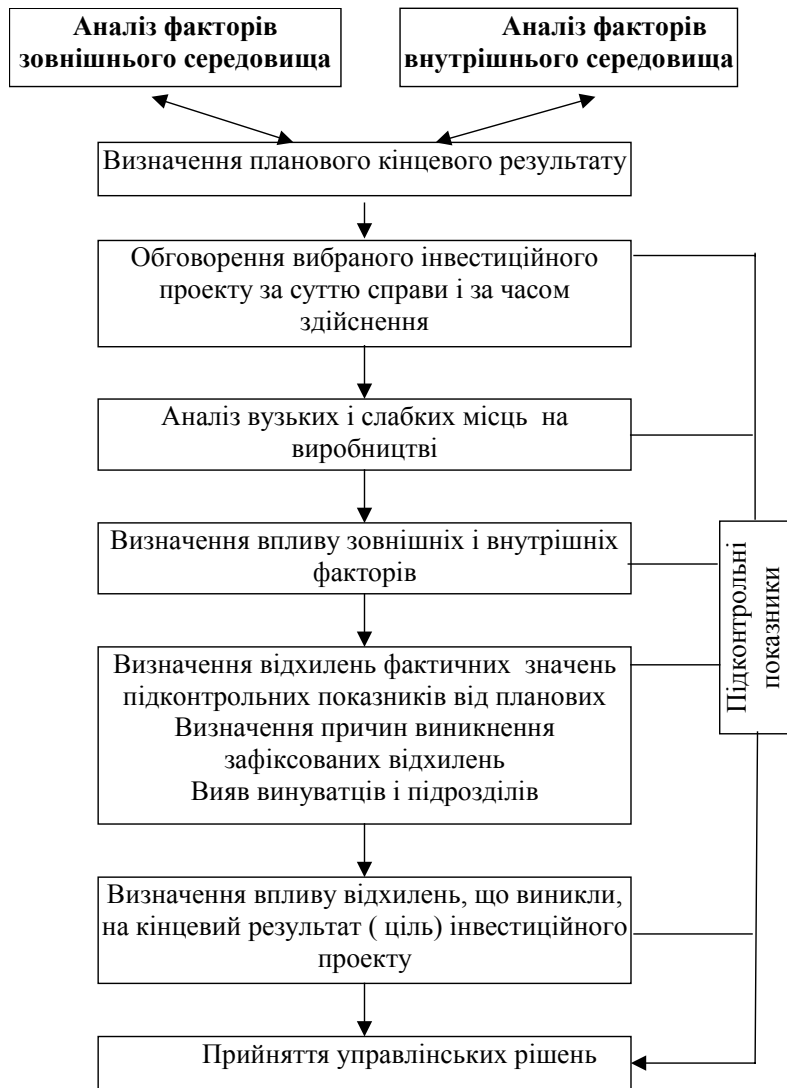 Аналіз факторів
зовнішнього середовища
Аналіз факторів
внутрішнього середовища
Визначення планового кінцевого результату
Обговорення вибраного інвестиційного
проекту за суттю справи і за часом
здійснення
Аналіз вузьких і слабких місць на
виробництві
Визначення впливу зовнішніх і внутрішніх
факторів
Визначення відхилень фактичних значень
підконтрольних показників від планових
Визначення причин виникнення
зафіксованих відхилень
Вияв винуватців і підрозділів
Підконтрольні
показники
Визначення впливу відхилень, що виникли,
на кінцевий результат ( ціль) інвестиційного
проекту
Прийняття управлінських рішень